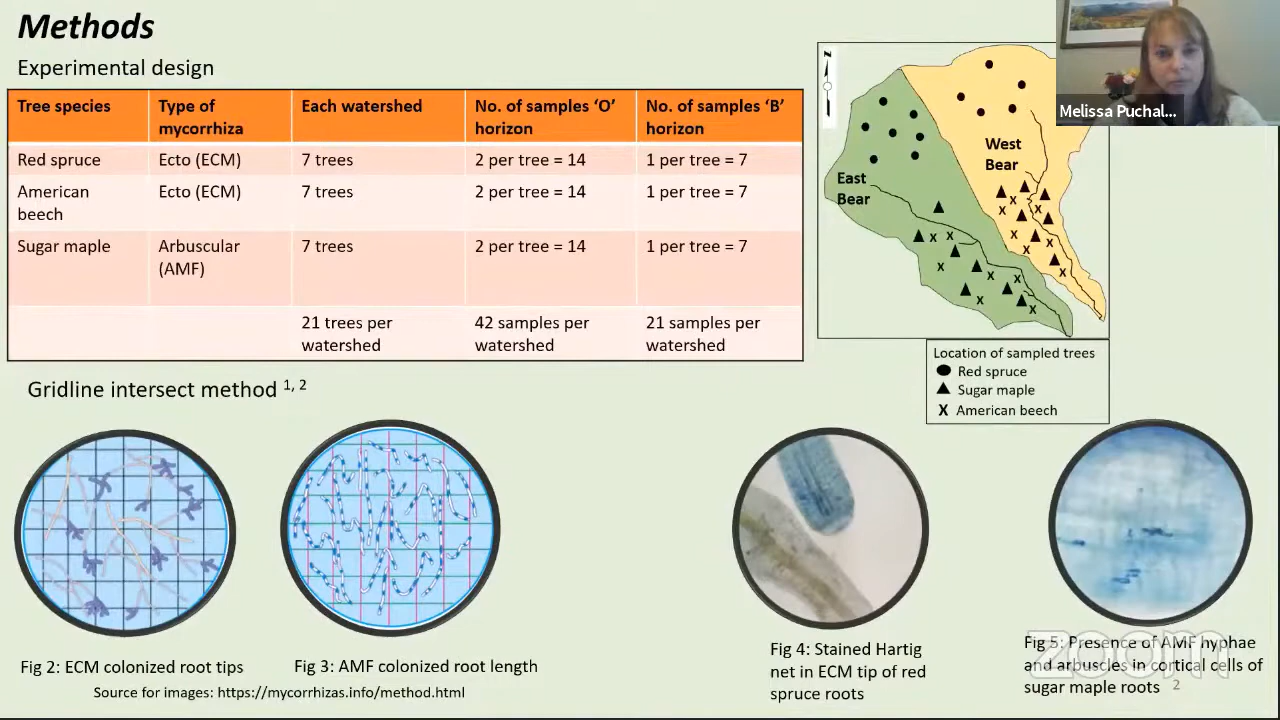 Methods
Experimental design
Tree species
Type of
mycorrhiza
Each watershed
No. of samples ‘O’
horizon
No. of samples ‘B’
horizon
Red spruce
Ecto (ECM)
7 trees
2 per tree = 14
1 per tree = 7
American
beech
Ecto (ECM)
7 trees
2 per tree = 14
1 per tree = 7
Sugar maple
Arbuscular
(AMF)
7 trees
2 per tree = 14
1 per tree = 7
21 trees per
watershed
42 samples per
watershed
21 samples per
watershed
N
West
Bear
East
Bear
Melissa Puchal...
Location of sampled trees
Red spruce
Sugar maple
X American beech
Gridline intersect method 1, 2
Fig 2: ECM colonized root tips
Fig 3: AMF colonized root length
Source for images: https://mycorrhizas.info/method.html
Fig 4: Stained Hartig
net in ECM tip of red
spruce roots
Fig 5: Presence of AMF hyphae
and arbuscles in cortical cells of
sugar maple roots
2
zoom